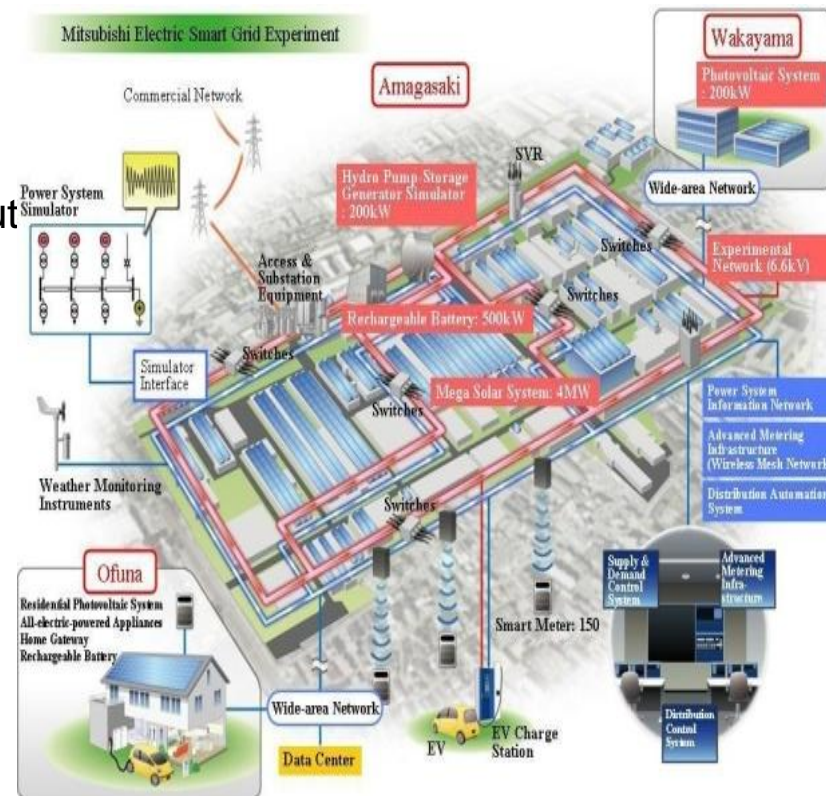 Mitsubishi Electric Smart Grid Experiment
Wakayama
Photovoltaic System
: 200kW
Amagasaki
Commercial Network
SVR
Hydro Pump Storage
Generator Simulator
: 200kW
Wide-area Network
ut
Power System
Simulator
Switches
Experimental
Network (6.6kV)
Access &
Substation
Equipment
Switches
Rechargeable Battery: 500kW
Switches
Simulator
Interface
Mega Solar System: 4MW
Switches
Power System
Information Network
Advanced Metering
Infrastructure
(Wireless Mesh Network
Distribution Automation
System
Weather Monitoring
Instruments
Switches
Ofuna
Residential Photovoltaic System
All-electric-powered Appliances
Home Gateway
Rechargeable Battery
Supply &
Demand
Control
System
Advanced
Metering
Infra-
structure
Smart Meter: 150
Wide-area Network
Data Center
EV
EV Charge
Station
Distribution
Control
System